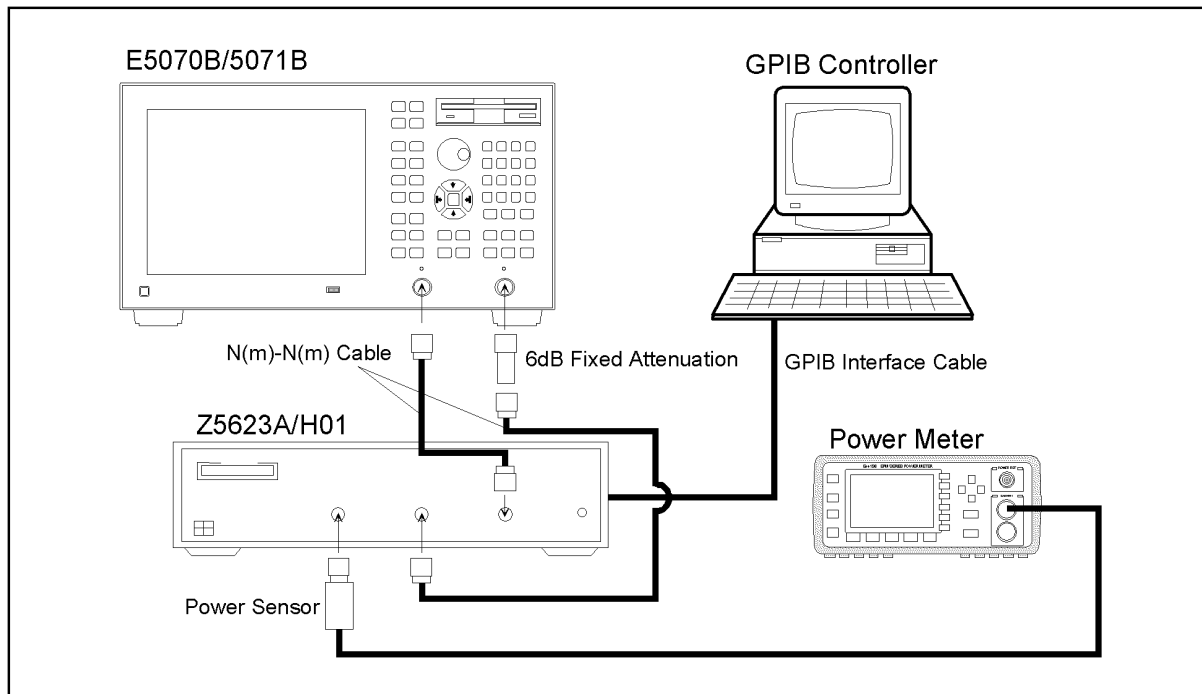 E5070B/5071B
GPIB Controller
N(m)-N(m) Cable
6dB Fixed Attenuation
GPIB Interface Cable
Z5623A/H01
Power Meter
Power Sensor